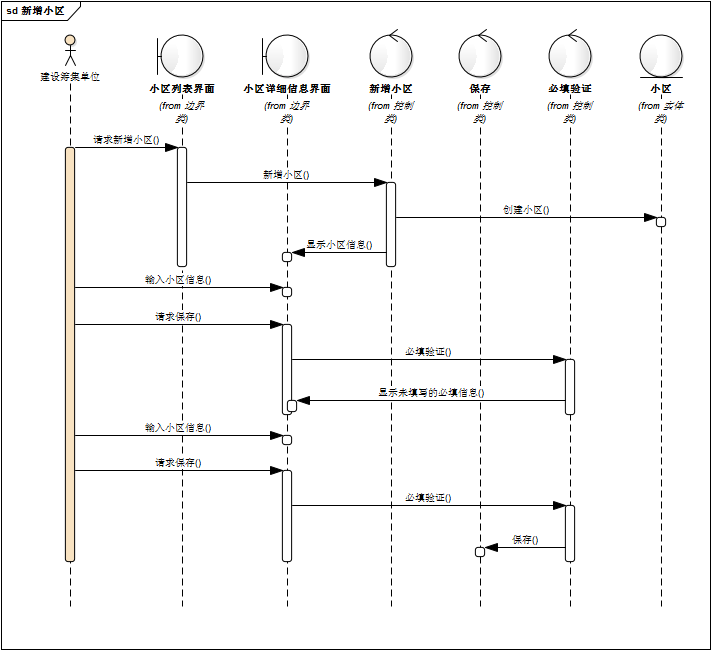 sd 新增小区
建设筹集单位
小区列表界面
(from 边界
类)
小区详细信息界面
(from 边界
类)
新增小区
(from 控制
类)
保存
(from 控制
类)
必填验证
(from 控制
类)
小区
(from 实体
类)
请求新增小区()
新增小区()
创建小区()
显示小区信息()
输入小区信息()
请求保存()
必填验证()
显示未填写的必填信息()
输入小区信息()
请求保存()
必填验证()
保存()